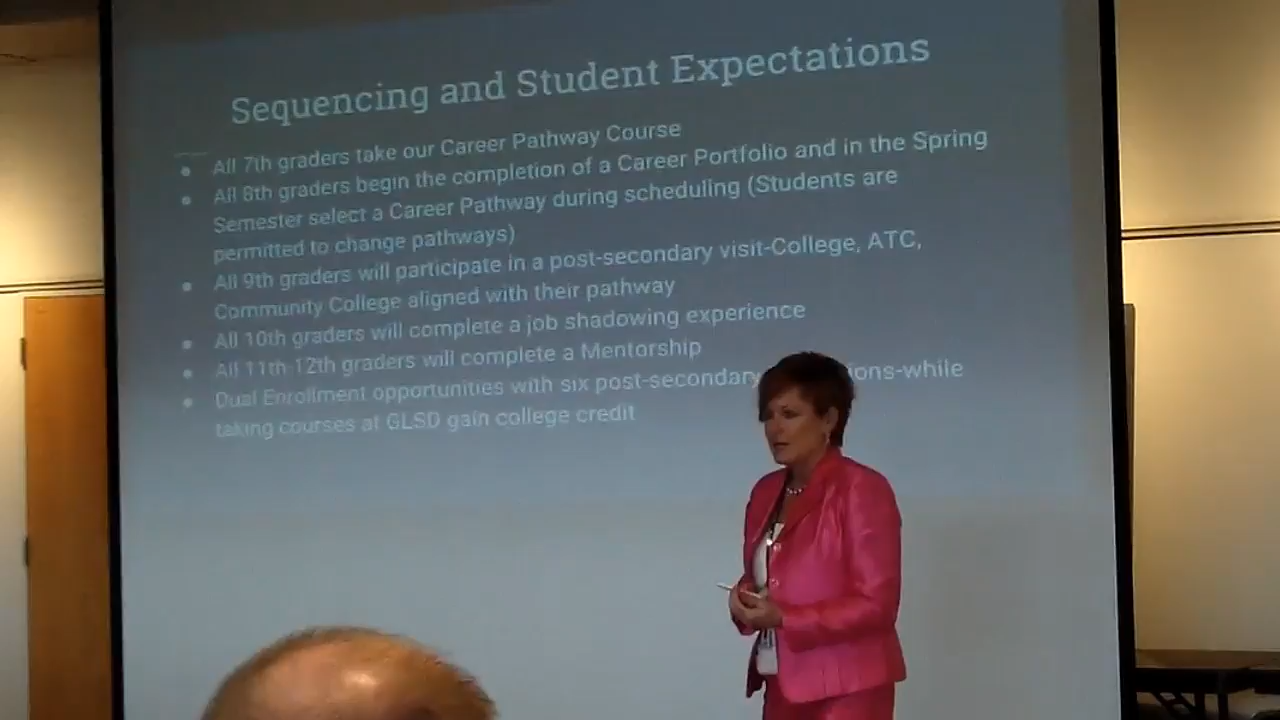 Sequencing and Student Expectations
All 7th graders take our Career Pathway Course
All 8th graders begin the completion of a Career Portfolio and in the Spring
Semester select a Career Pathway during scheduling (Students are
permitted to change pathways)
All 9th graders will participate in a post-secondary visit-College, ATC,
Community College aligned with their pathway
All 10th graders will complete a job shadowing experience
All 11th-12th graders will complete a Mentorship
Dual Enrollment opportunities with six post-secondary ions-while
taking courses at GLSD gain college credit